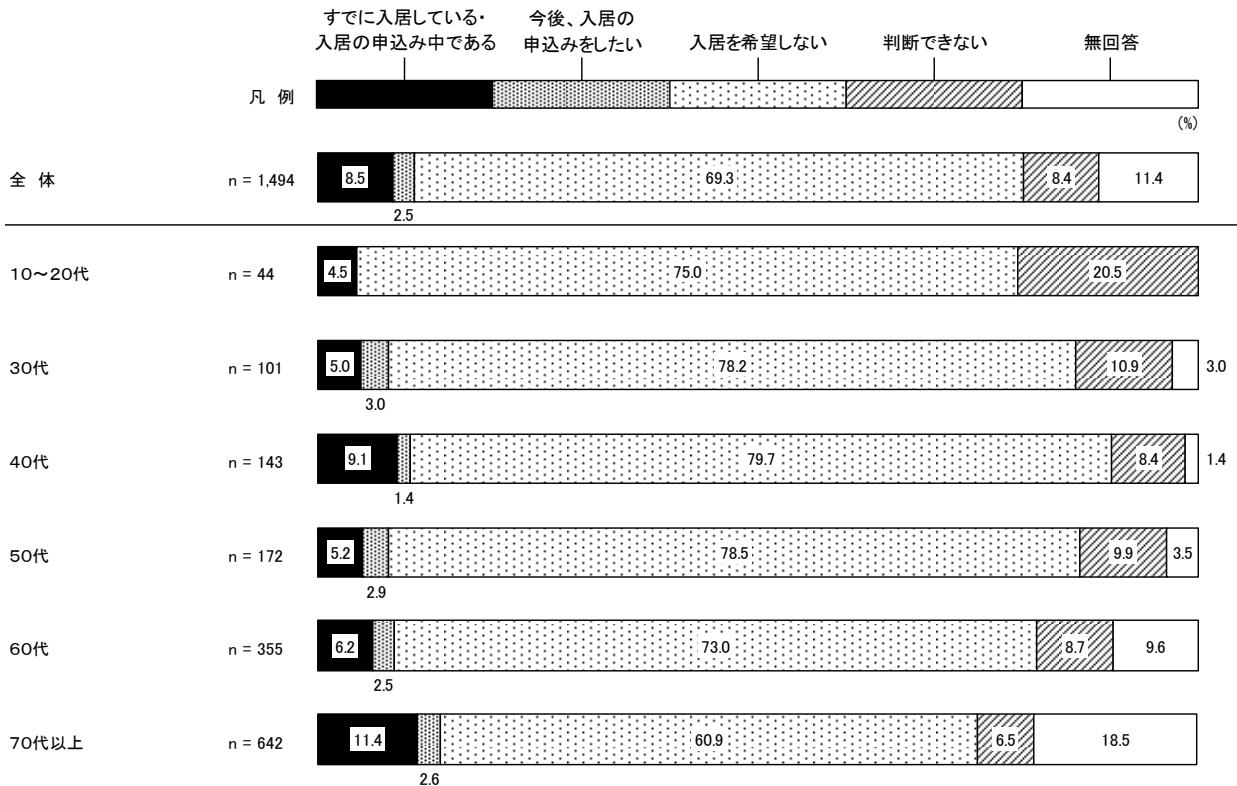 すでに入居している・
入居の申込み中である
今後、入居の
申込みをしたい
入居を希望しない
判断できない
無回答
凡 例
(%)
全 体 n = 1,494 8.5 69.3 8.4 11.4
2.5
10～20代 n = 44 4.5 75.0 20.5
30代 n = 101 5.0 78.2 10.9 3.0
3.0
40代 n = 143 9.1 79.7 8.4 1.4
1.4
50代 n = 172 5.2 78.5 9.9 3.5
2.9
60代 n = 355 6.2 73.0 8.7 9.6
2.5
70代以上 n = 642 11.4 60.9 6.5 18.5
2.6